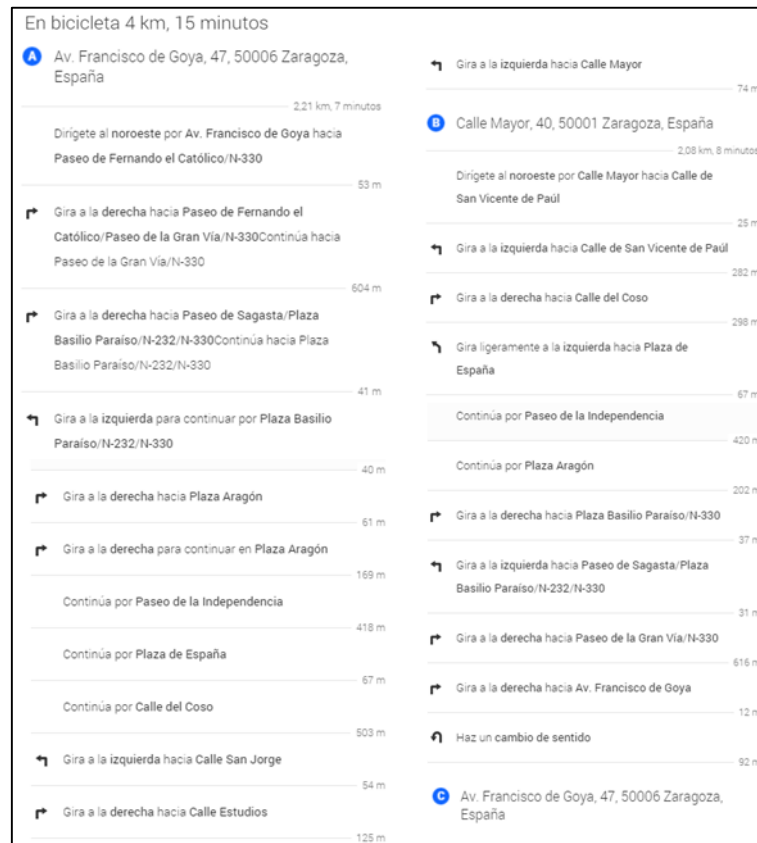 En bicicleta 4 km, 15 minutos
A
Av. Francisco de Goya, 47, 50006 Zaragoza,
España
2,21 km, 7 minutos
Dirígete al noroeste por Av. Francisco de Goya hacia
Paseo de Fernando el Católico/N-330
53 m
Gira a la derecha hacia Paseo de Fernando el
Católico/Paseo de la Gran Vía/N-330Continúa hacia
Paseo de la Gran Vía/N-330
604 m
Gira a la derecha hacia Paseo de Sagasta/Plaza
Basilio Paraíso/N-232/N-330Continúa hacia Plaza
Basilio Paraíso/N-232/N-330
41 m
Gira a la izquierda para continuar por Plaza Basilio
Paraíso/N-232/N-330
40 m
Gira a la derecha hacia Plaza Aragón
61 m
Gira a la derecha para continuar en Plaza Aragón
169 m
Continúa por Paseo de la Independencia
418 m
Continúa por Plaza de España
67 m
Continúa por Calle del Coso
503 m
Gira a la izquierda hacia Calle San Jorge
54 m
Gira a la derecha hacia Calle Estudios
125 m
Gira a la izquierda hacia Calle Mayor
74 m
B
Calle Mayor, 40, 50001 Zaragoza, España
2,08 km, 8 minutos
Dirígete al noroeste por Calle Mayor hacia Calle de
San Vicente de Paúl
25 m
Gira a la izquierda hacia Calle de San Vicente de Paúl
282 m
Gira a la derecha hacia Calle del Coso
298 m
Gira ligeramente a la izquierda hacia Plaza de
España
67 m
Continúa por Paseo de la Independencia
420 m
Continúa por Plaza Aragón
202 m
Gira a la derecha hacia Plaza Basilio Paraíso/N-330
37 m
Gira a la izquierda hacia Paseo de Sagasta/Plaza
Basilio Paraíso/N-232/N-330
31 m
Gira a la derecha hacia Paseo de la Gran Vía/N-330
616 m
Gira a la derecha hacia Av. Francisco de Goya
12 m
Haz un cambio de sentido
92 m
C
Av. Francisco de Goya, 47, 50006 Zaragoza,
España